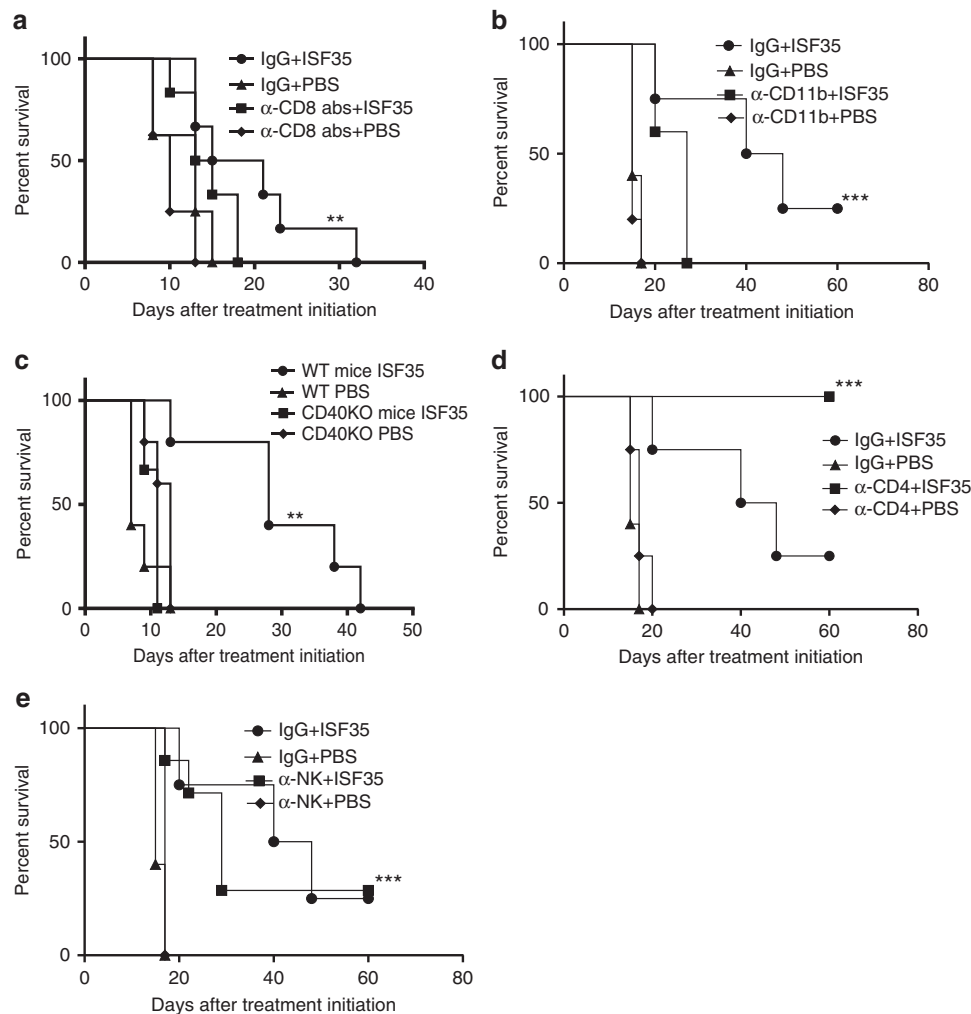 a
Percent survival
100
50
0
0 10 20 30 40
Days after treatment initiation
IgG+ISF35
IgG+PBS
α-CD8 abs+ISF35
α-CD8 abs+PBS
**
b
Percent survival
100
50
0
0 20 40 60 80
Days after treatment initiation
IgG+ISF35
IgG+PBS
α-CD11b+ISF35
α-CD11b+PBS
***
c
Percent survival
100
50
0
0 10 20 30 40 50
Days after treatment initiation
WT mice ISF35
WT PBS
CD40KO mice ISF35
CD40KO PBS
**
d
Percent survival
100
50
0
0 20 40 60 80
Days after treatment initiation
***
IgG+ISF35
IgG+PBS
α-CD4+ISF35
α-CD4+PBS
e
Percent survival
100
50
0
0 20 40 60 80
Days after treatment initiation
IgG+ISF35
IgG+PBS
α-NK+ISF35
α-NK+PBS
***